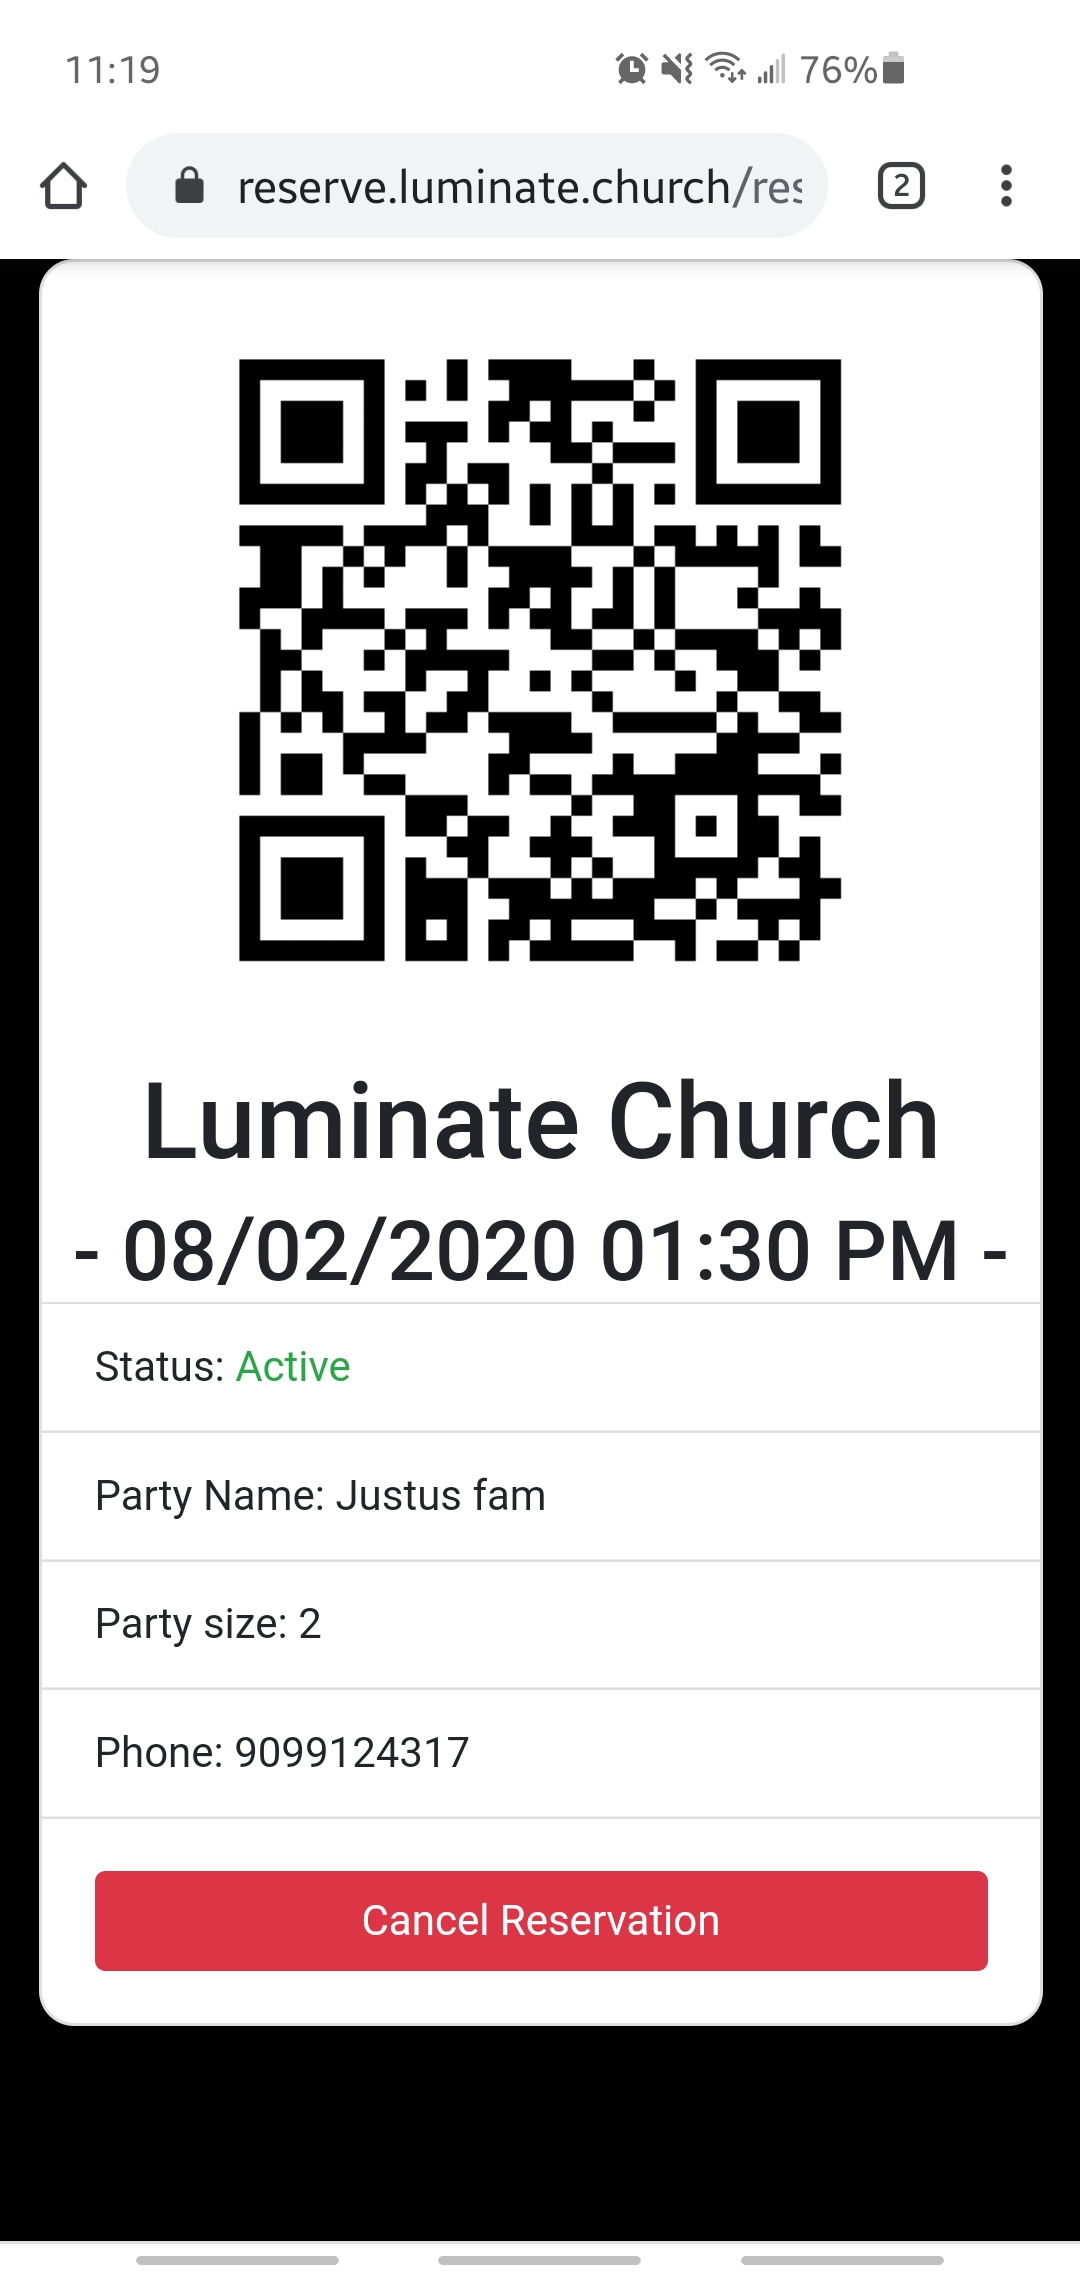 11:19
76%
reserve.luminate.church/res
2
Luminate Church
- 08/02/2020 01:30 PM -
Status: Active
Party Name: Justus fam
Party size: 2
Phone: 9099124317
Cancel Reservation